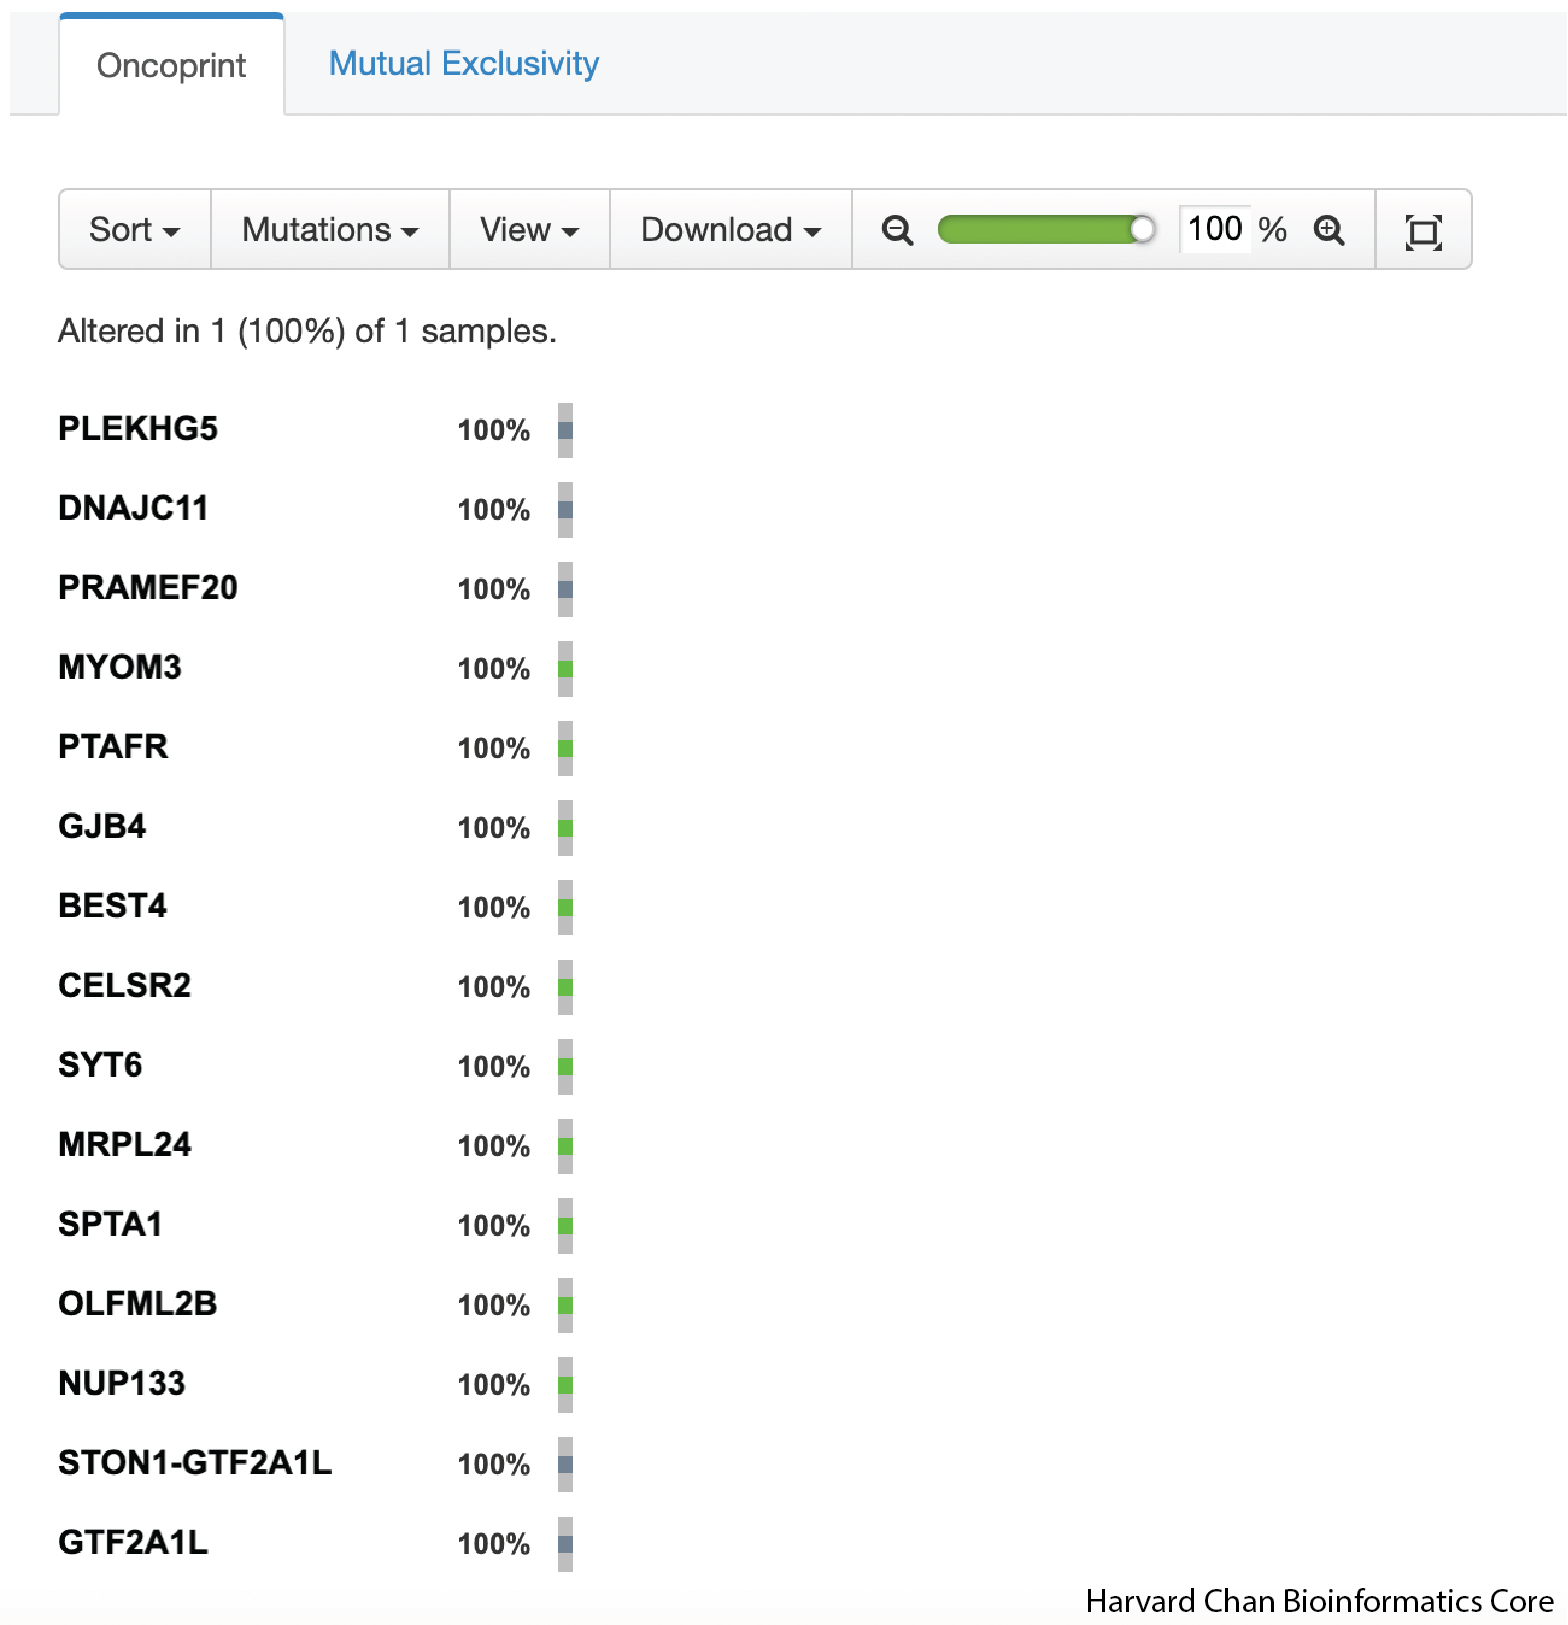 Oncoprint Mutual Exclusivity
Sort Mutations View Download 100 %
Altered in 1 (100%) of 1 samples.
PLEKHG5 100%
DNAJC11 100%
PRAMEF20 100%
MYOM3 100%
PTAFR 100%
GJB4 100%
BEST4 100%
CELSR2 100%
SYT6 100%
MRPL24 100%
SPTA1 100%
OLFML2B 100%
NUP133 100%
STON1-GTF2A1L 100%
GTF2A1L 100%
Harvard Chan Bioinformatics Core